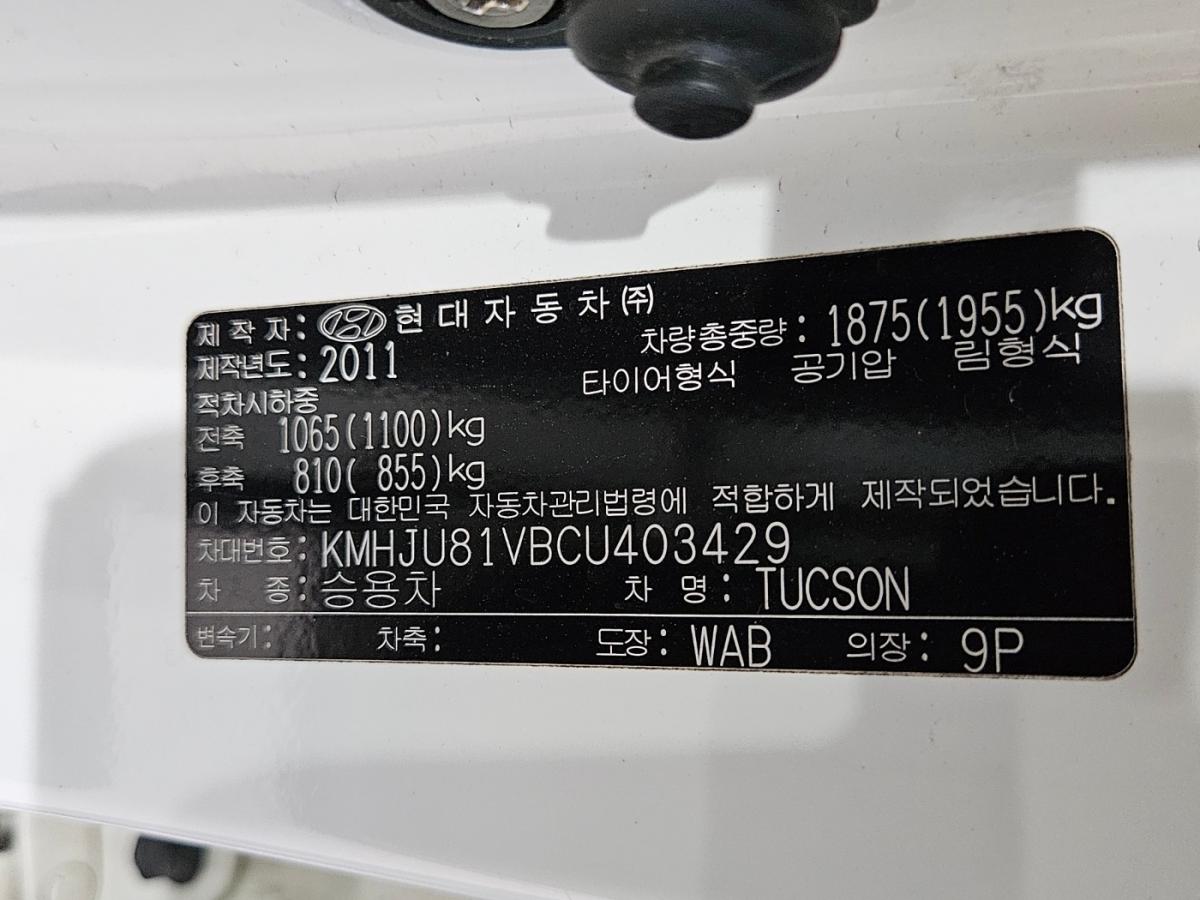 제 작 자: 현 대 자 동 차 ㈜
제작년도: 2011 차량총중량: 1875(1955)kg
적차시하중 타이어형식 공기압 림형식
전축 1065(1100)kg
후축 810( 855)kg
이 자동차는 대한민국 자동차관리법령에 적합하게 제작되었습니다.
차대번호: KMHJU81VBCU403429
차 종: 승용차 차 명: TUCSON
변속기: 차축: 도장: WAB 의장: 9P